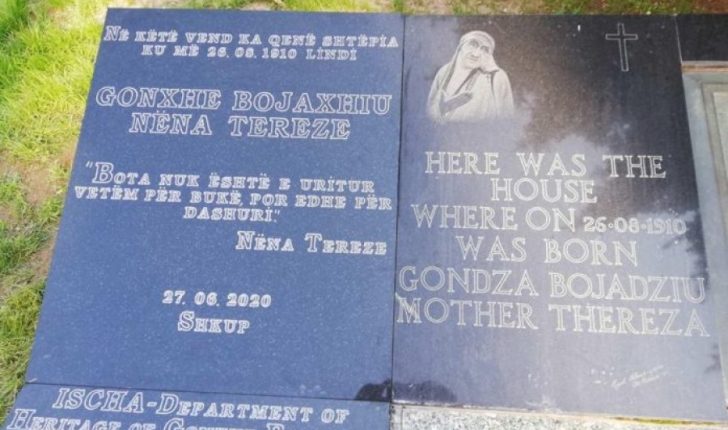 NË KËTË VEND KA QENË SHTËPIA
KU MË 26.08.1910 LINDI
GONXHE BOJAXHIU
NËNA TEREZE
"BOTA NUK ËSHTË E URITUR
VETËM PËR BUKË, POR EDHE PËR
DASHURI."
NËNA TEREZE
27.06.2020
SHKUP
ISCHA-DEPARTMENT OF
HERITAGE OF
HERE WAS THE
HOUSE
WHERE ON 26-08-1910
WAS BORN
GONDZA BOJADZIU
MOTHER THEREZA